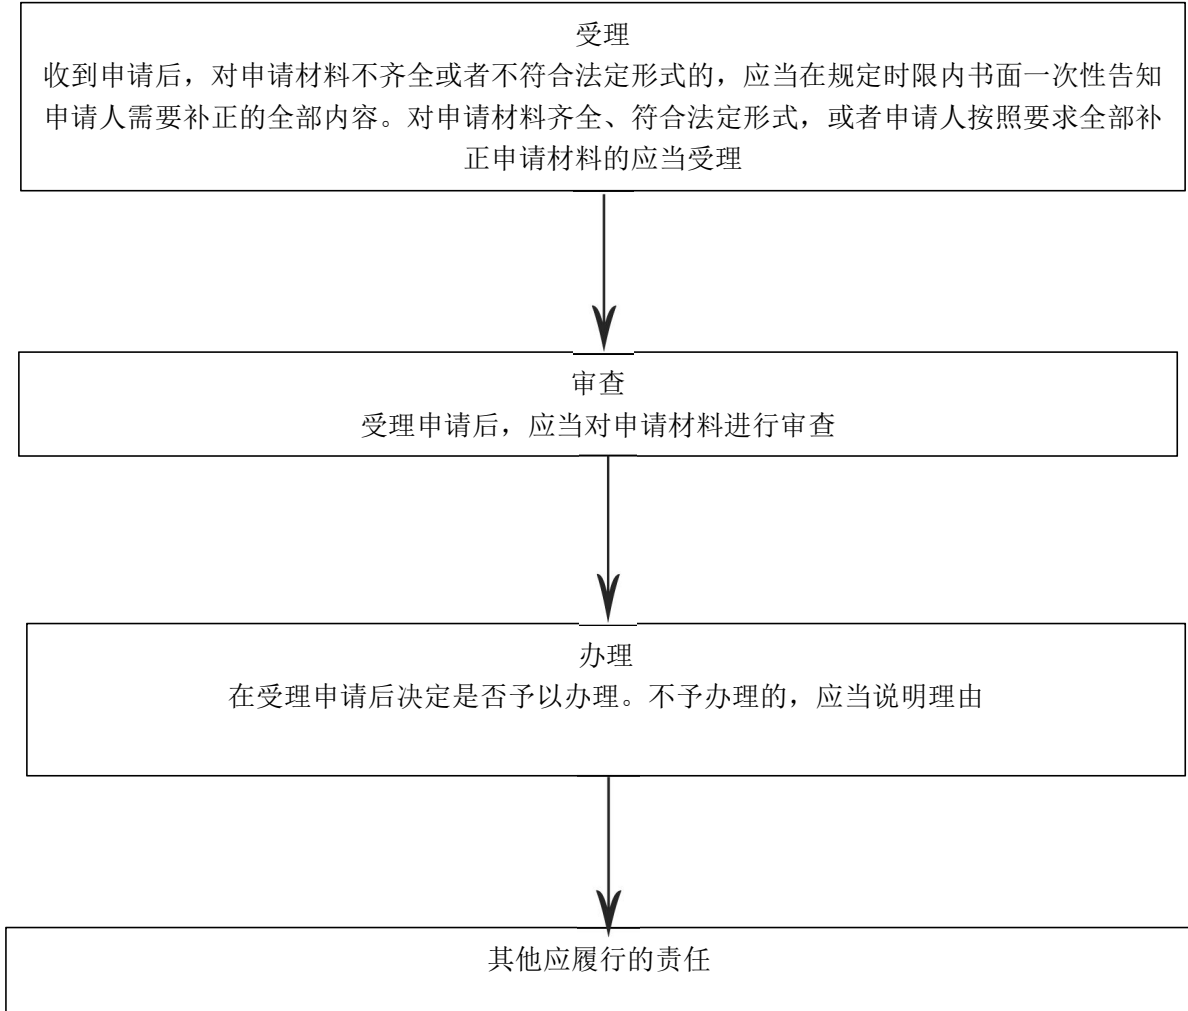 受理
收到申请后，对申请材料不齐全或者不符合法定形式的，应当在规定时限内书面一次性告知
申请人需要补正的全部内容。对申请材料齐全、符合法定形式，或者申请人按照要求全部补
正申请材料的应当受理
审查
受理申请后，应当对申请材料进行审查
办理
在受理申请后决定是否予以办理。不予办理的，应当说明理由
其他应履行的责任